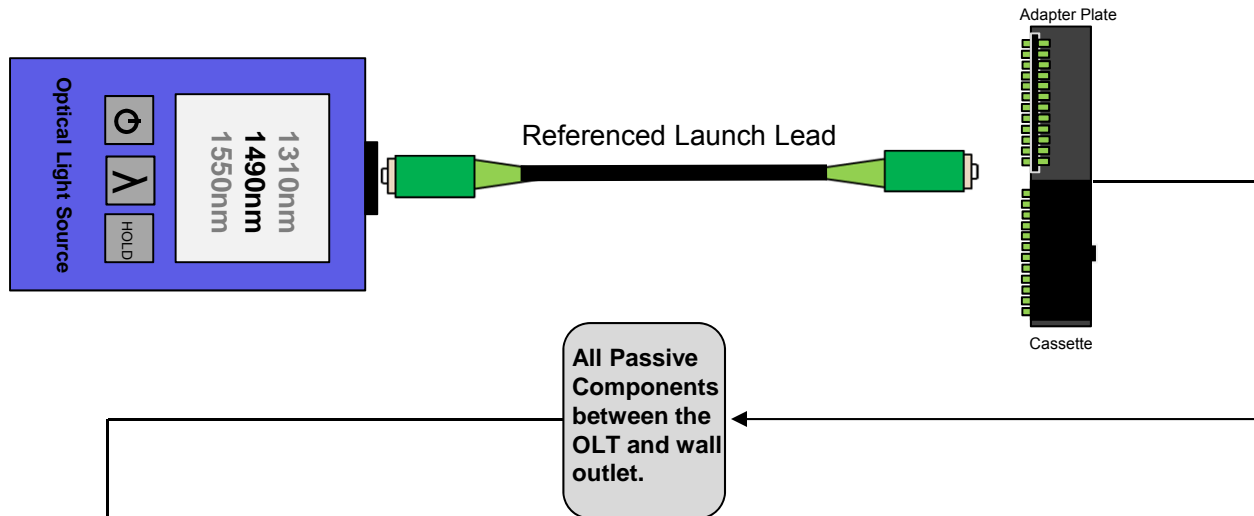 Adapter Plate
Optical Light Source
HOLD
1310nm
1490nm
1550nm
Referenced Launch Lead
Cassette
All Passive
Components
between the
OLT and wall
outlet.